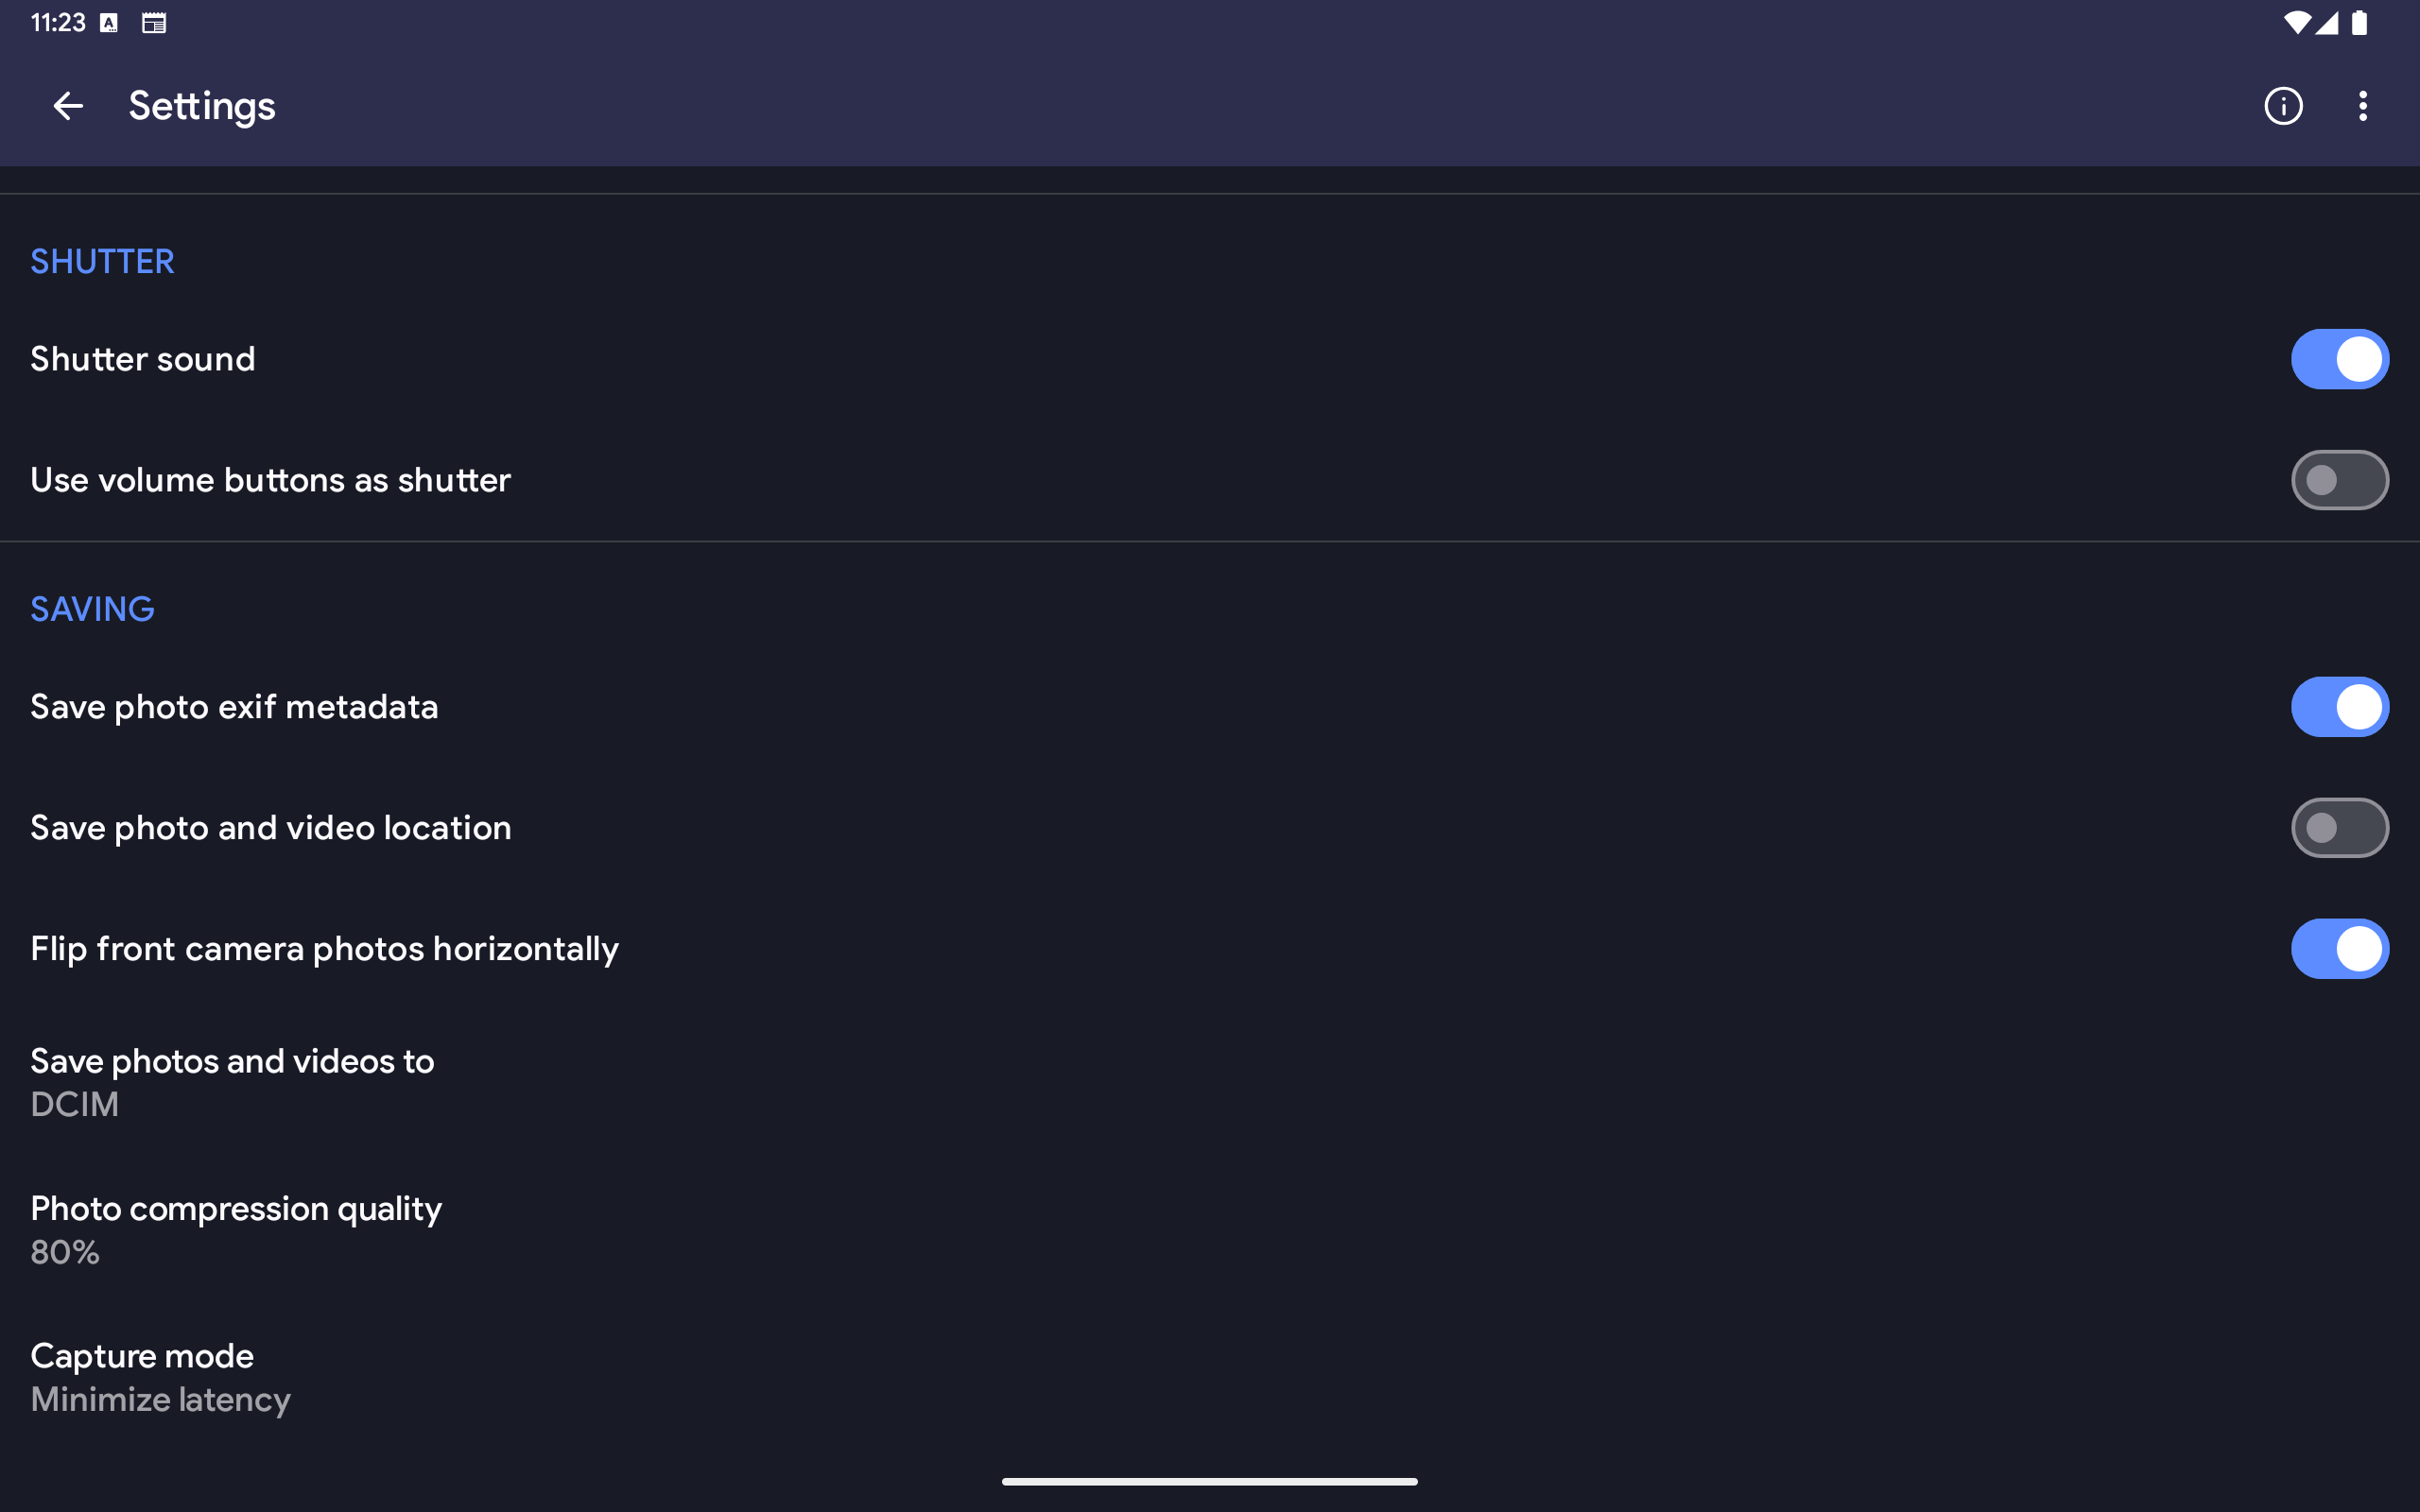 11:23
Settings
SHUTTER
Shutter sound
Use volume buttons as shutter
SAVING
Save photo exif metadata
Save photo and video location
Flip front camera photos horizontally
Save photos and videos to
DCIM
Photo compression quality
80%
Capture mode
Minimize latency